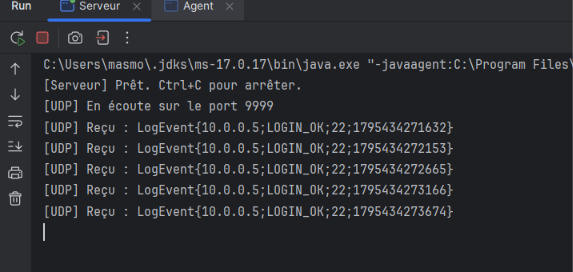 Run Serveur Agent
C:\Users\masmo\.jdks\ms-17.0.17\bin\java.exe "-javaagent:C:\Program Files\
[Serveur] Prêt. Ctrl+C pour arrêter.
[UDP] En écoute sur le port 9999
[UDP] Reçu : LogEvent{10.0.0.5;LOGIN_OK;22;1795434271632}
[UDP] Reçu : LogEvent{10.0.0.5;LOGIN_OK;22;1795434272153}
[UDP] Reçu : LogEvent{10.0.0.5;LOGIN_OK;22;1795434272665}
[UDP] Reçu : LogEvent{10.0.0.5;LOGIN_OK;22;1795434273166}
[UDP] Reçu : LogEvent{10.0.0.5;LOGIN_OK;22;1795434273674}